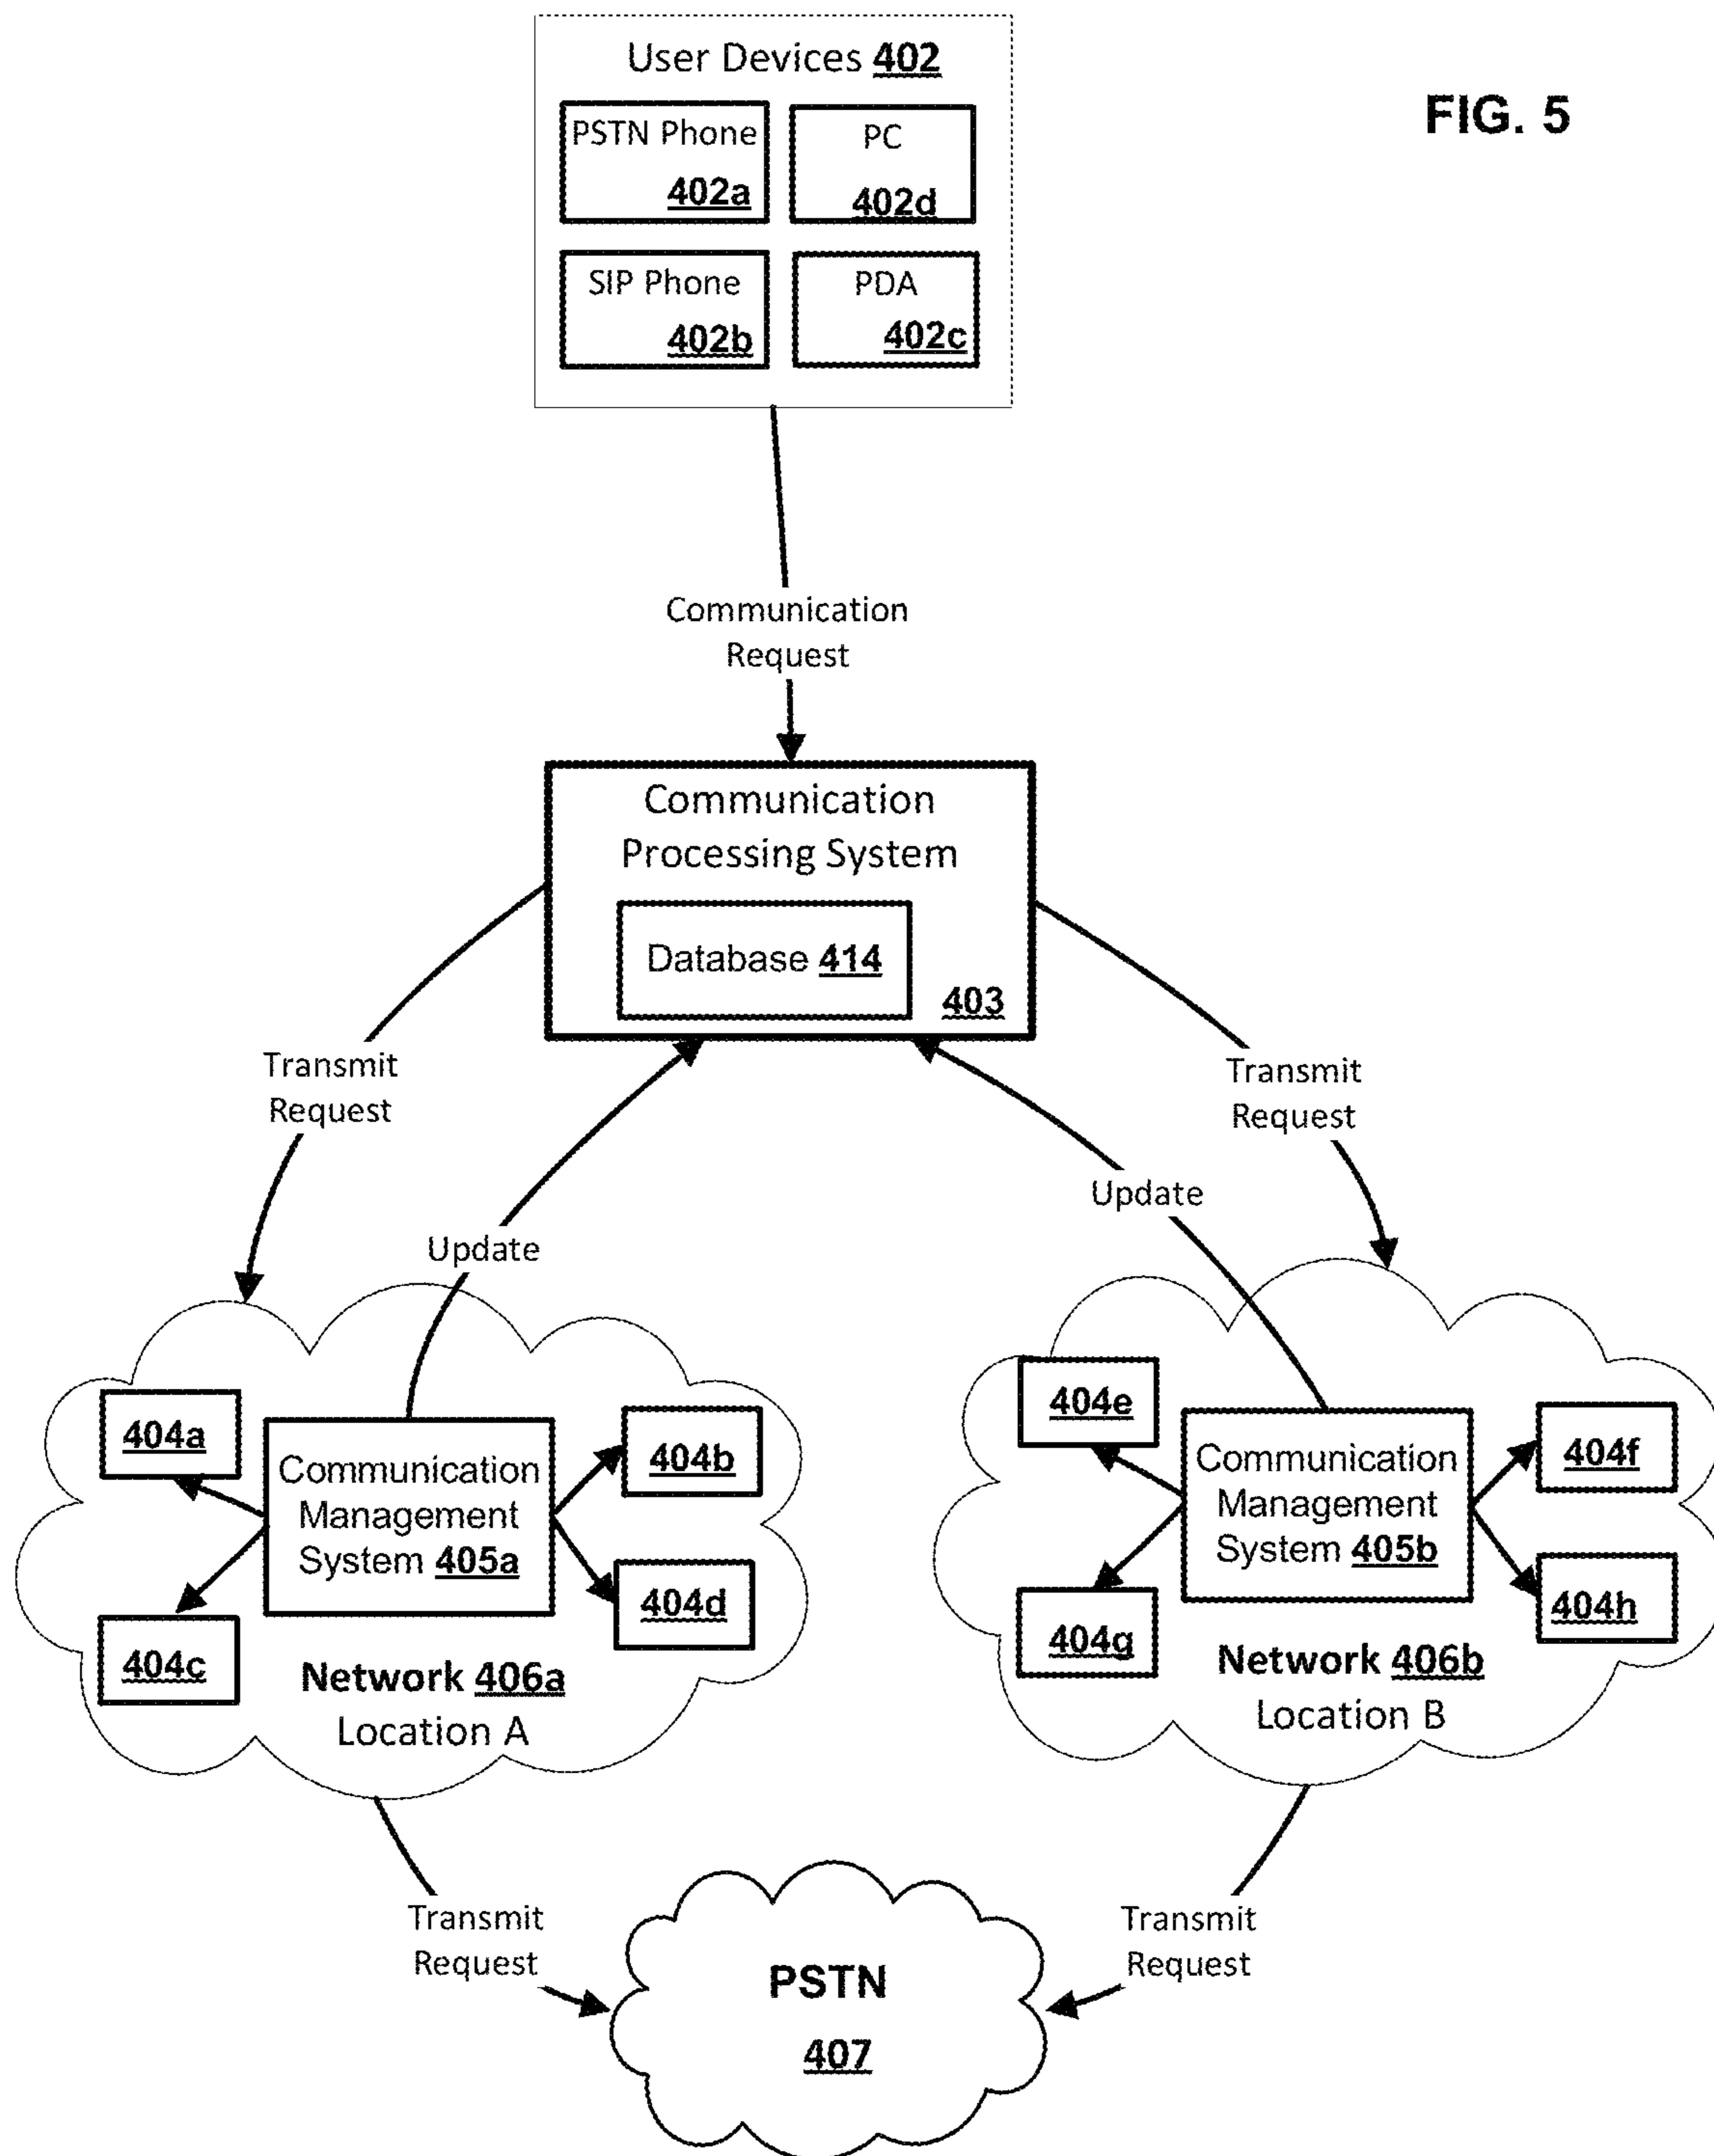 FIG. 5
User Devices 402
PSTN Phone
402a
PC
402d
SIP Phone
402b
PDA
402c
Communication
Request
Communication
Processing System
Database 414
403
Transmit
Request
Transmit
Request
Update
Update
404a
Communication
Management
System 405a
404b
404c
404d
Network 406a
Location A
404e
Communication
Management
System 405b
404f
404g
404h
Network 406b
Location B
Transmit
Request
Transmit
Request
PSTN
407